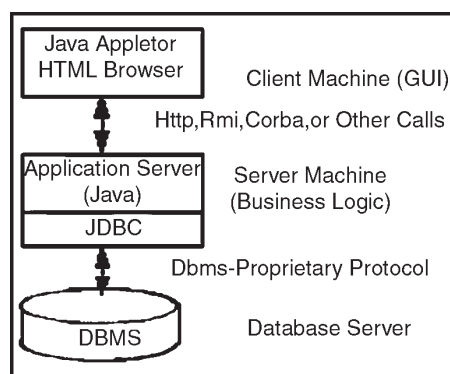 Java Appletor
HTML Browser
Client Machine (GUI)
Http,Rmi,Corba,or Other Calls
Application Server
(Java)
Server Machine
(Business Logic)
JDBC
Dbms-Proprietary Protocol
DBMS
Database Server